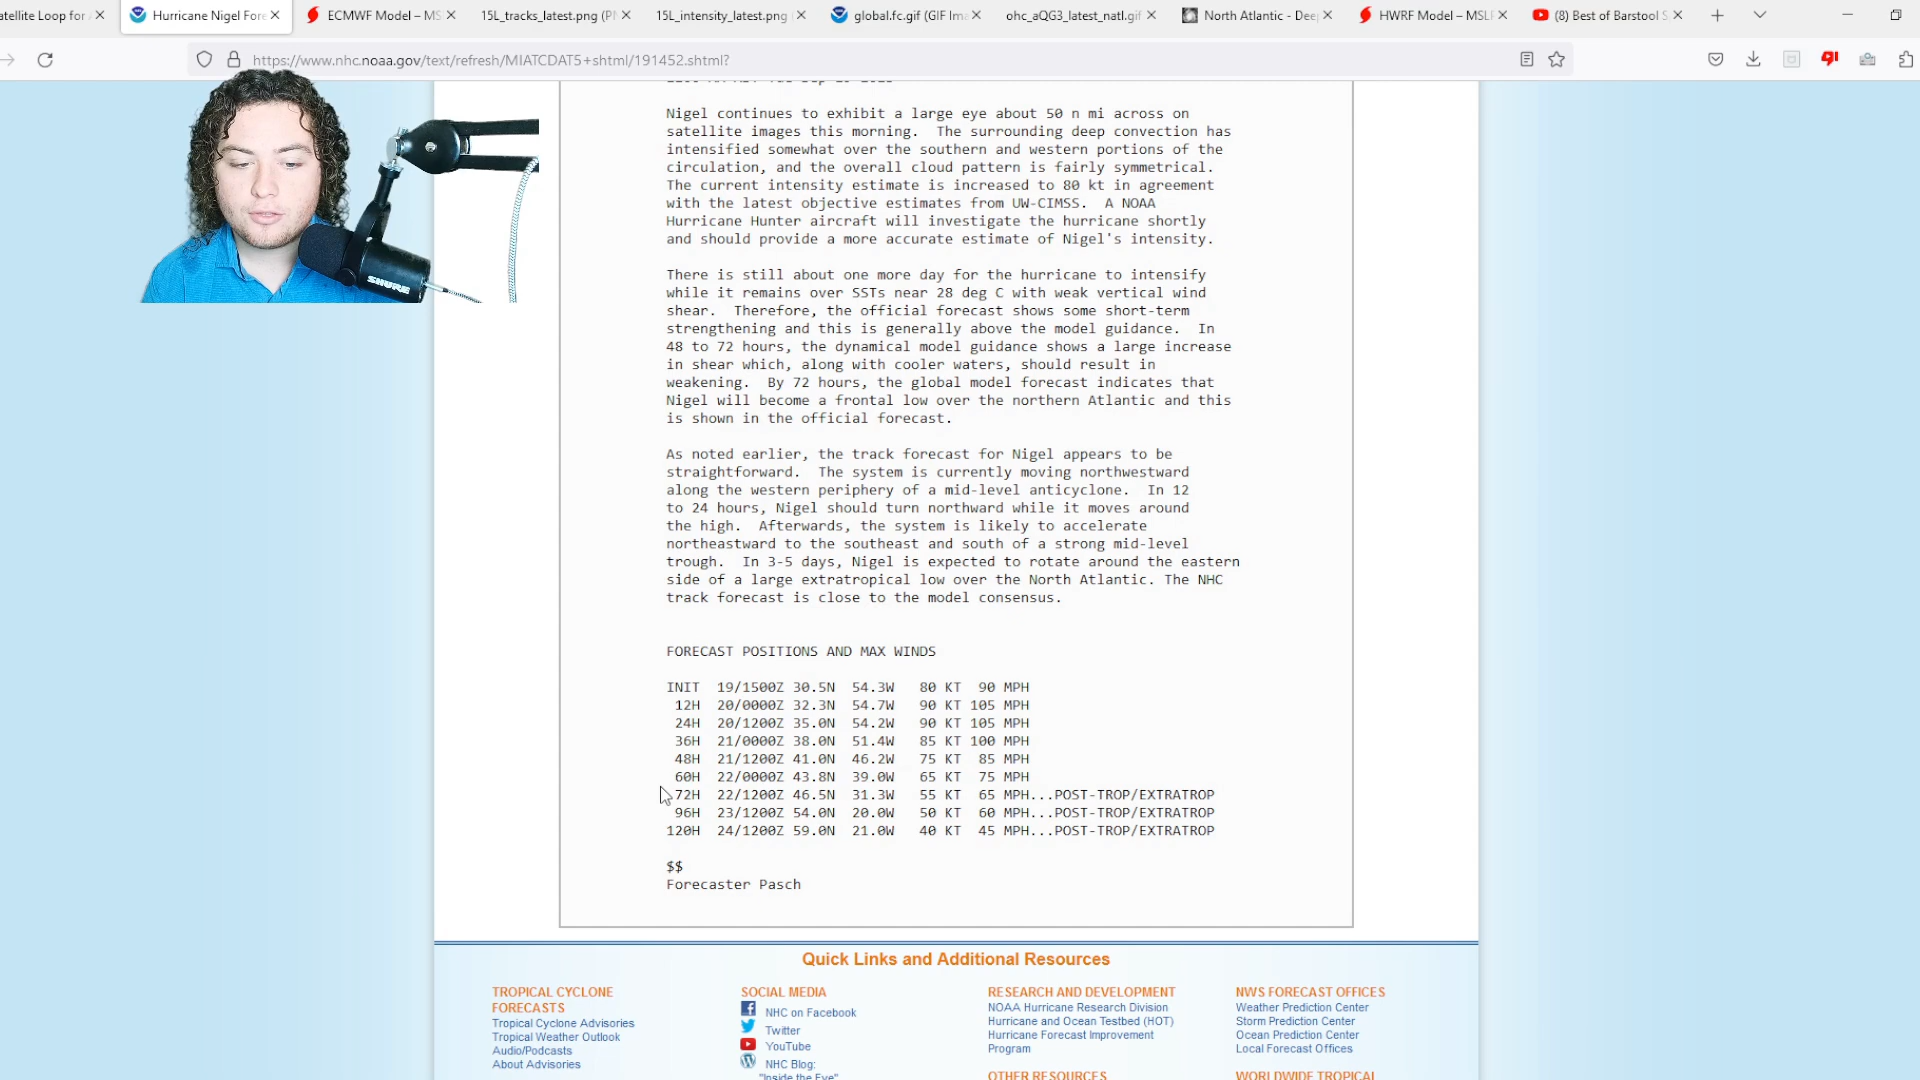 atellite Loop for A
Hurricane Nigel Fore
ECMWF Model – MS
15L_tracks_latest.png (PN
15L_intensity_latest.png
global.fc.gif (GIF Ima
ohc_aQG3_latest_natl.gif
North Atlantic - Dee
HWRF Model – MSL
(8) Best of Barstool S
https://www.nhc.noaa.gov/text/refresh/MIATCDAT5+shtml/191452.shtml?
Nigel continues to exhibit a large eye about 50 n mi across on
satellite images this morning. The surrounding deep convection has
intensified somewhat over the southern and western portions of the
circulation, and the overall cloud pattern is fairly symmetrical.
The current intensity estimate is increased to 80 kt in agreement
with the latest objective estimates from UW-CIMSS. A NOAA
Hurricane Hunter aircraft will investigate the hurricane shortly
and should provide a more accurate estimate of Nigel's intensity.
There is still about one more day for the hurricane to intensify
while it remains over SSTs near 28 deg C with weak vertical wind
shear. Therefore, the official forecast shows some short-term
strengthening and this is generally above the model guidance. In
48 to 72 hours, the dynamical model guidance shows a large increase
in shear which, along with cooler waters, should result in
weakening. By 72 hours, the global model forecast indicates that
Nigel will become a frontal low over the northern Atlantic and this
is shown in the official forecast.
As noted earlier, the track forecast for Nigel appears to be
straightforward. The system is currently moving northwestward
along the western periphery of a mid-level anticyclone. In 12
to 24 hours, Nigel should turn northward while it moves around
the high. Afterwards, the system is likely to accelerate
northeastward to the southeast and south of a strong mid-level
trough. In 3-5 days, Nigel is expected to rotate around the eastern
side of a large extratropical low over the North Atlantic. The NHC
track forecast is close to the model consensus.
FORECAST POSITIONS AND MAX WINDS
INIT 19/1500Z 30.5N 54.3W 80 KT 90 MPH
12H 20/0000Z 32.3N 54.7W 90 KT 105 MPH
24H 20/1200Z 35.0N 54.2W 90 KT 105 MPH
36H 21/0000Z 38.0N 51.4W 85 KT 100 MPH
48H 21/1200Z 41.0N 46.2W 75 KT 85 MPH
60H 22/0000Z 43.8N 39.0W 65 KT 75 MPH
72H 22/1200Z 46.5N 31.3W 55 KT 65 MPH...POST-TROP/EXTRATROP
96H 23/1200Z 54.0N 20.0W 50 KT 60 MPH...POST-TROP/EXTRATROP
120H 24/1200Z 59.0N 21.0W 40 KT 45 MPH...POST-TROP/EXTRATROP
$$
Forecaster Pasch
SHURE
Quick Links and Additional Resources
TROPICAL CYCLONE
FORECASTS
Tropical Cyclone Advisories
Tropical Weather Outlook
Audio/Podcasts
About Advisories
SOCIAL MEDIA
NHC on Facebook
Twitter
YouTube
NHC Blog:
"Inside the Eye"
RESEARCH AND DEVELOPMENT
NOAA Hurricane Research Division
Hurricane and Ocean Testbed (HOT)
Hurricane Forecast Improvement
Program
OTHER RESOURCES
NWS FORECAST OFFICES
Weather Prediction Center
Storm Prediction Center
Ocean Prediction Center
Local Forecast Offices
WORLDWIDE TROPICAL